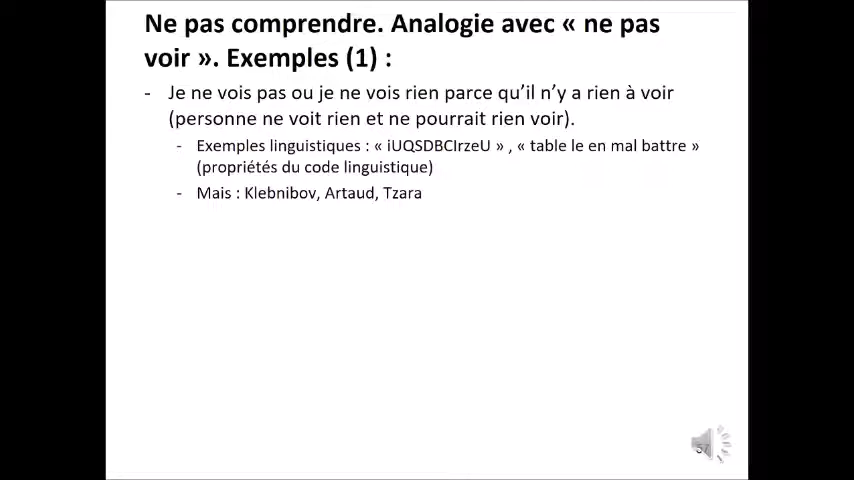 Ne pas comprendre. Analogie avec « ne pas
voir ». Exemples (1) :
- Je ne vois pas ou je ne vois rien parce qu’il n’y a rien à voir
(personne ne voit rien et ne pourrait rien voir).
- Exemples linguistiques : « iUQSDBCIrzeU » , « table le en mal battre »
(propriétés du code linguistique)
- Mais : Klebnibov, Artaud, Tzara
57